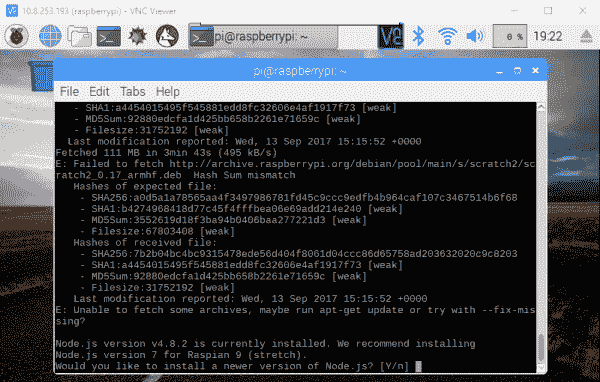 10.8.253.193 (raspberrypi) - VNC Viewer
pi@raspberrypi: ~
0 %
19:22
pi@raspberrypi: ~
File Edit Tabs Help
- SHA1:a4454015495f545881edd8fc32606e4af1917f73 [weak]
- MD5Sum:92880edcfa1d425bb658b2261e71659c [weak]
- Filesize:31752192 [weak]
Last modification reported: Wed, 13 Sep 2017 15:15:52 +0000
Fetched 111 MB in 3min 43s (495 kB/s)
E: Failed to fetch http://archive.raspberrypi.org/debian/pool/main/s/scratch2/sc
ratch2_0.17_armhf.deb Hash Sum mismatch
Hashes of expected file:
- SHA256:a0d5a1a78565aa4f3497986781fd45c9ccc9edfb4b964caf107c3467514b6f68
- SHA1:b4274968418d77c45f4fffbea06e69add214e240 [weak]
- MD5Sum:3552619d18f3ba94b0406baa277221d3 [weak]
- Filesize:67803408 [weak]
Hashes of received file:
- SHA256:7b2b04bc4bc9315478ede56d404f8061d04ccc86d65758ad203632020c9c8203
- SHA1:a4454015495f545881edd8fc32606e4af1917f73 [weak]
- MD5Sum:92880edcfa1d425bb658b2261e71659c [weak]
- Filesize:31752192 [weak]
Last modification reported: Wed, 13 Sep 2017 15:15:52 +0000
E: Unable to fetch some archives, maybe run apt-get update or try with --fix-mis
sing?
Node.js version v4.8.2 is currently installed. We recommend installing
Node.js version 7 for Raspian 9 (stretch).
Would you like to install a newer version of Node.js? [Y/n]